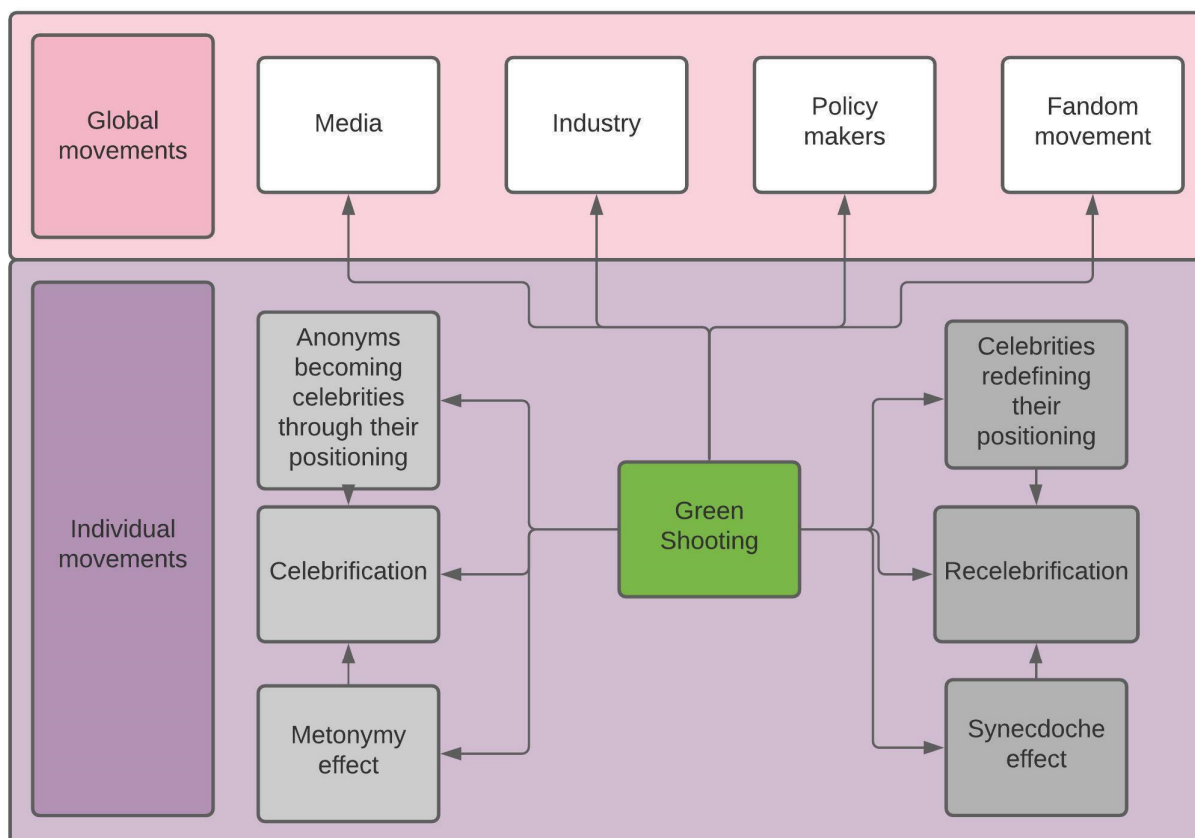 Global
movements
Media
Industry
Policy
makers
Fandom
movement
Individual
movements
Anonyms
becoming
celebrities
through their
positioning
Celebrification
Metonymy
effect
Green
Shooting
Celebrities
redefining
their
positioning
Recelebrification
Synecdoche
effect